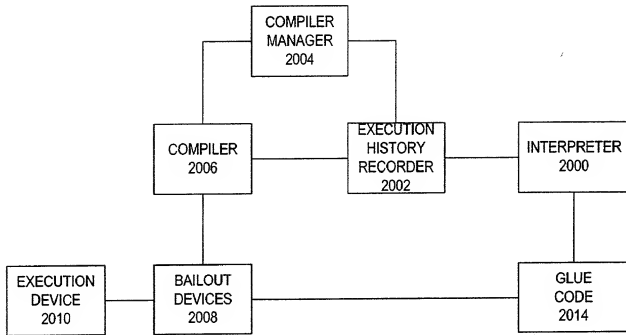 COMPILER
MANAGER
2004
COMPILER
2006
EXECUTION
HISTORY
RECORDER
2002
INTERPRETER
2000
EXECUTION
DEVICE
2010
BAILOUT
DEVICES
2008
GLUE
CODE
2014